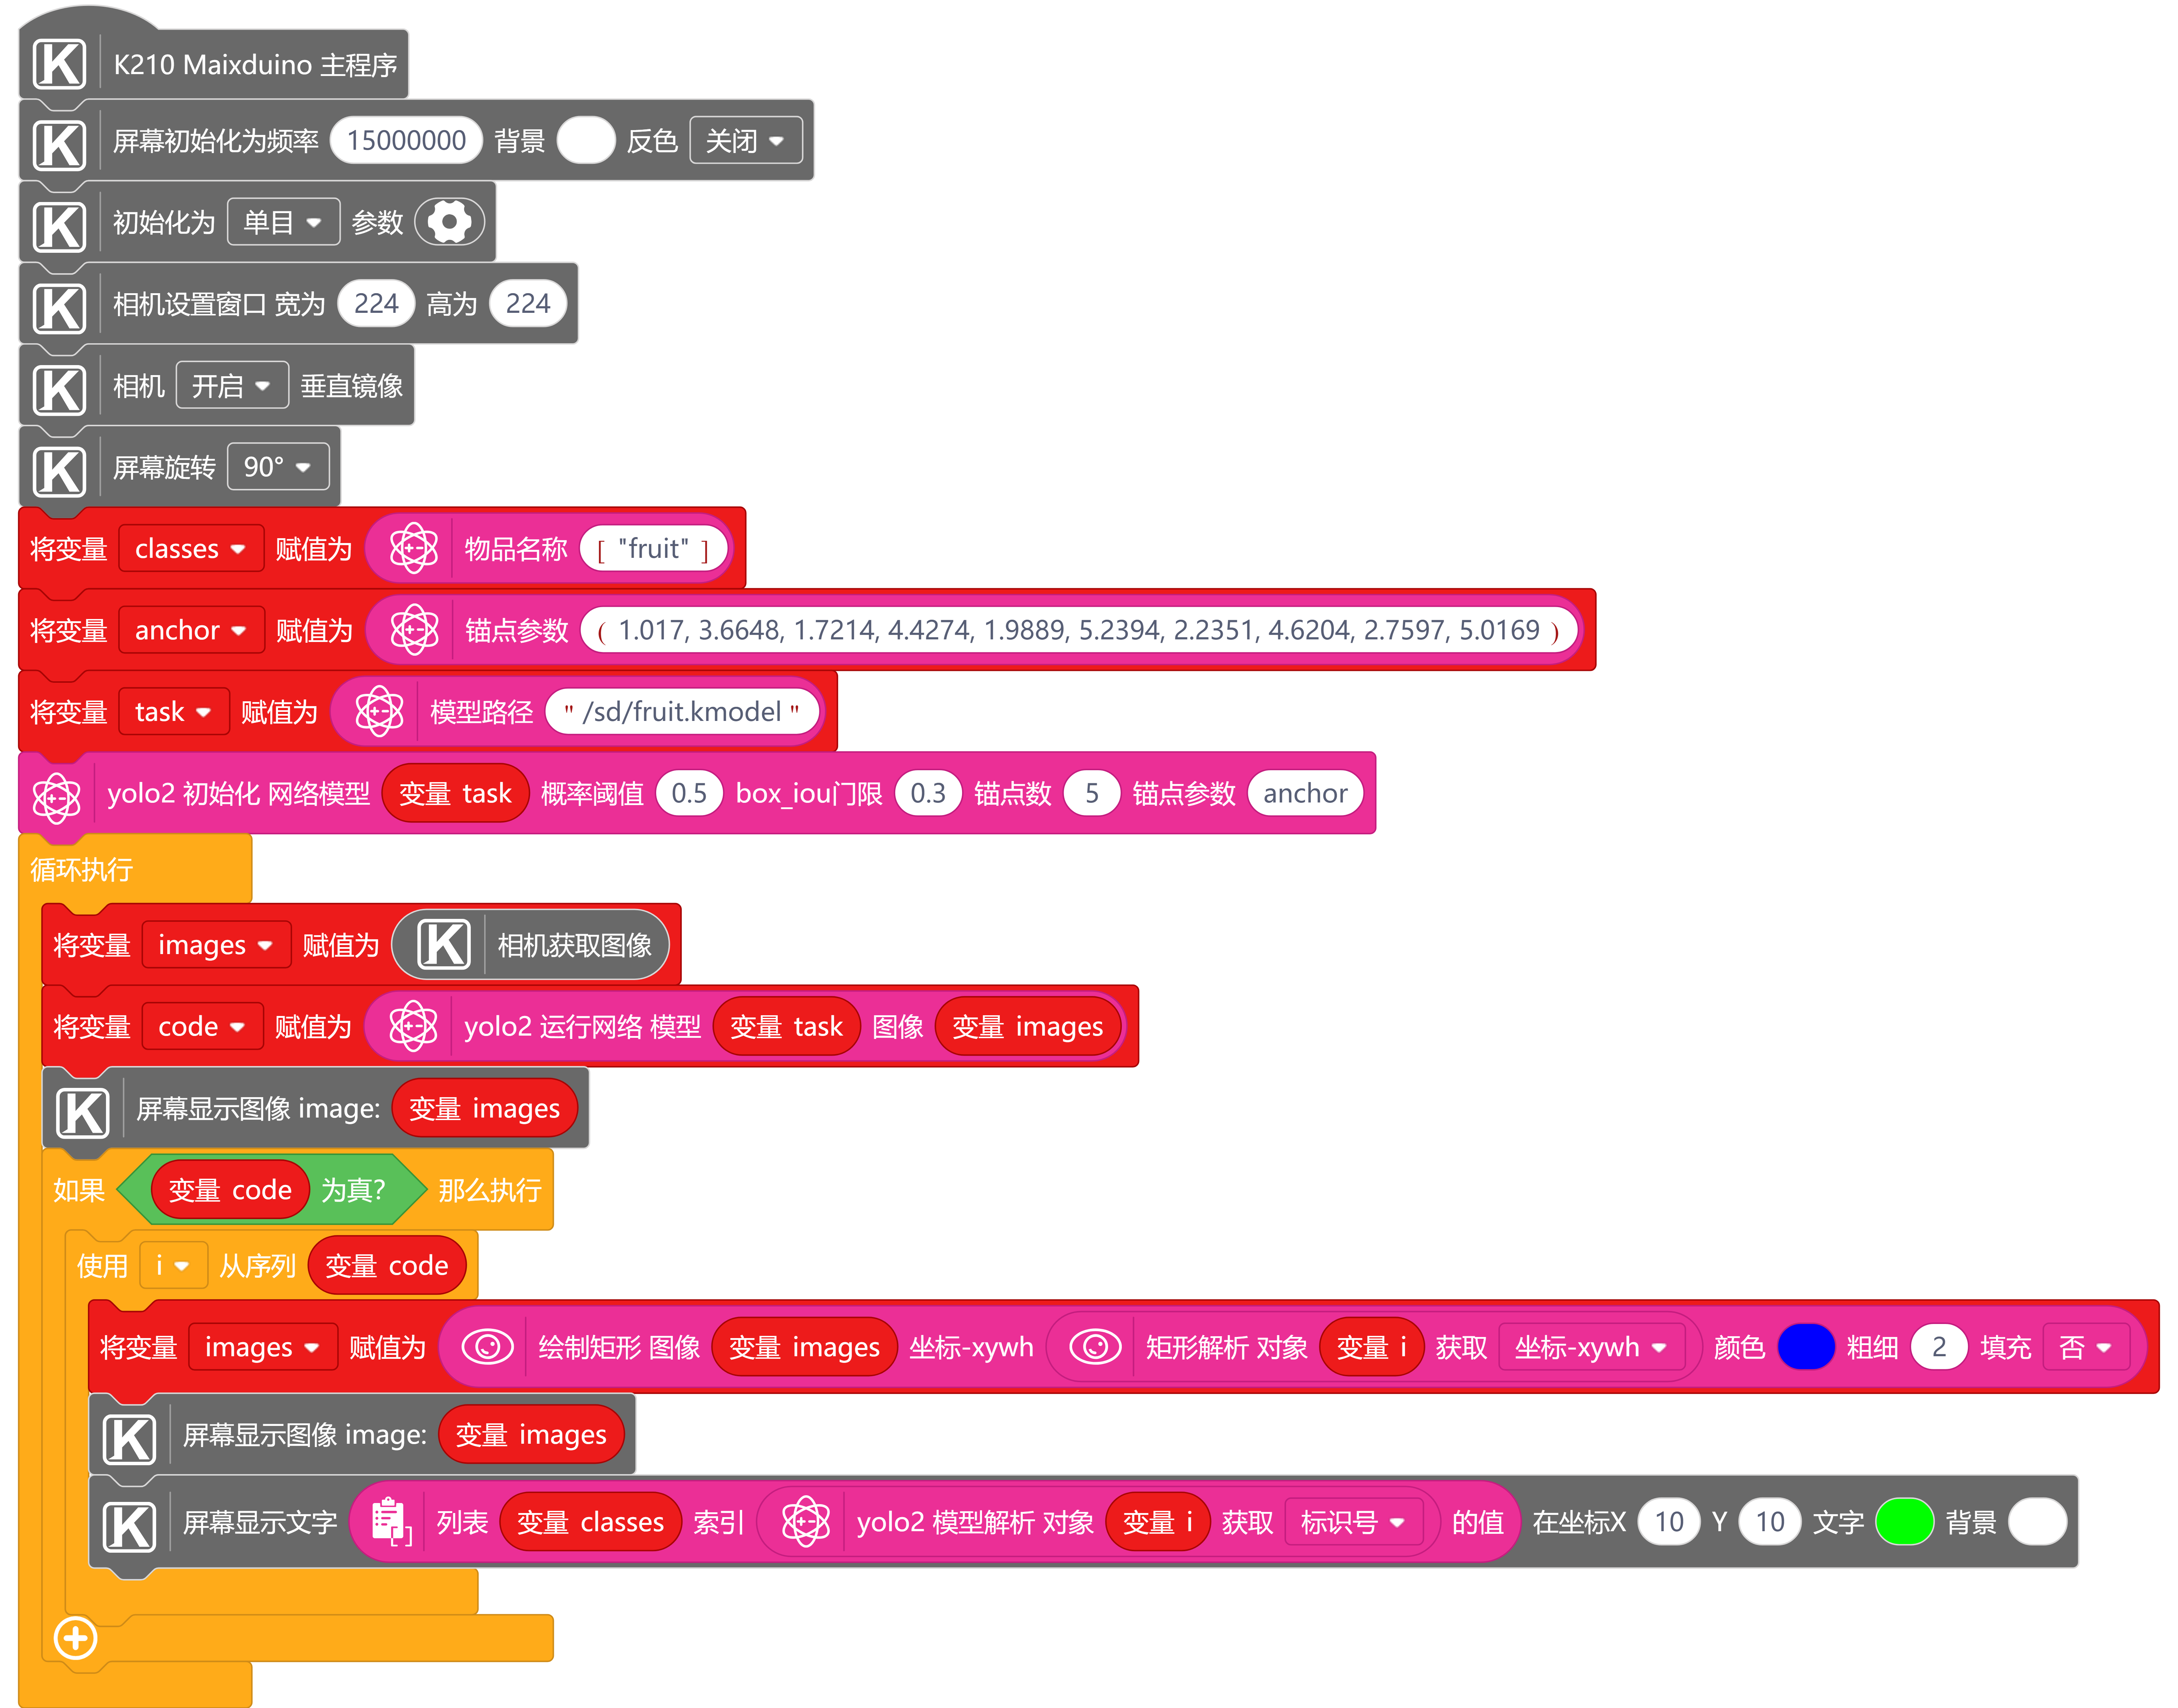 K K210 Maixduino 主程序
K 屏幕初始化为频率 15000000 背景 反色 关闭
K 初始化为 单目 参数
K 相机设置窗口 宽为 224 高为 224
K 相机 开启 垂直镜像
K 屏幕旋转 90°
将变量 classes 赋值为 物品名称 [ "fruit" ]
将变量 anchor 赋值为 锚点参数 ( 1.017, 3.6648, 1.7214, 4.4274, 1.9889, 5.2394, 2.2351, 4.6204, 2.7597, 5.0169 )
将变量 task 赋值为 模型路径 " /sd/fruit.kmodel "
yolo2 初始化 网络模型 变量 task 概率阈值 0.5 box_iou门限 0.3 锚点数 5 锚点参数 anchor
循环执行
将变量 images 赋值为 K 相机获取图像
将变量 code 赋值为 yolo2 运行网络 模型 变量 task 图像 变量 images
K 屏幕显示图像 image: 变量 images
如果 变量 code 为真? 那么执行
使用 i 从序列 变量 code
将变量 images 赋值为 绘制矩形 图像 变量 images 坐标-xywh 矩形解析 对象 变量 i 获取 坐标-xywh 颜色 粗细 2 填充 否
K 屏幕显示图像 image: 变量 images
K 屏幕显示文字 列表 变量 classes 索引 yolo2 模型解析 对象 变量 i 获取 标识号 的值 在坐标X 10 Y 10 文字 背景